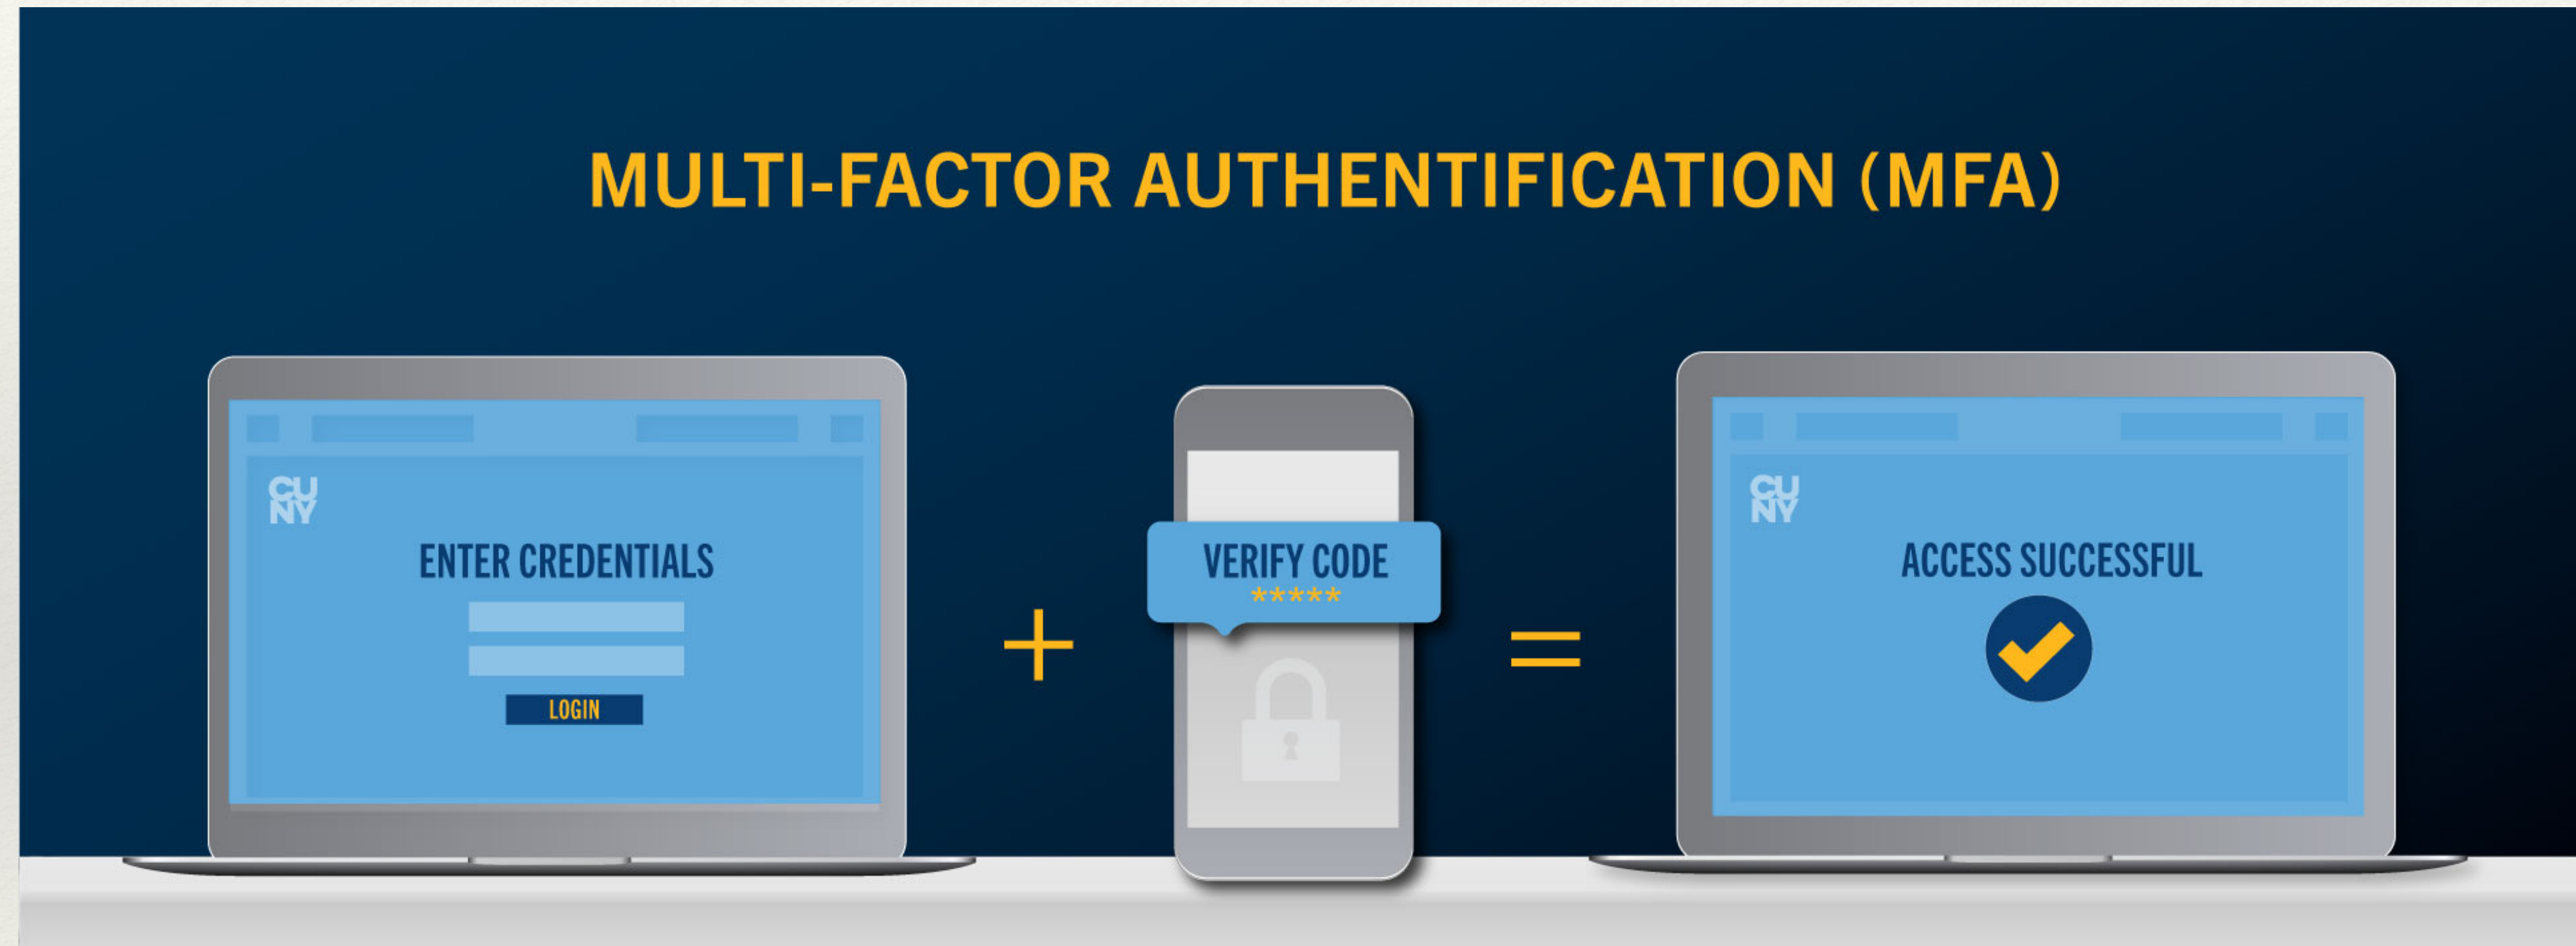 MULTI-FACTOR AUTHENTIFICATION (MFA)
CU
NY
ENTER CREDENTIALS
LOGIN
+
VERIFY CODE
*****
=
CU
NY
ACCESS SUCCESSFUL